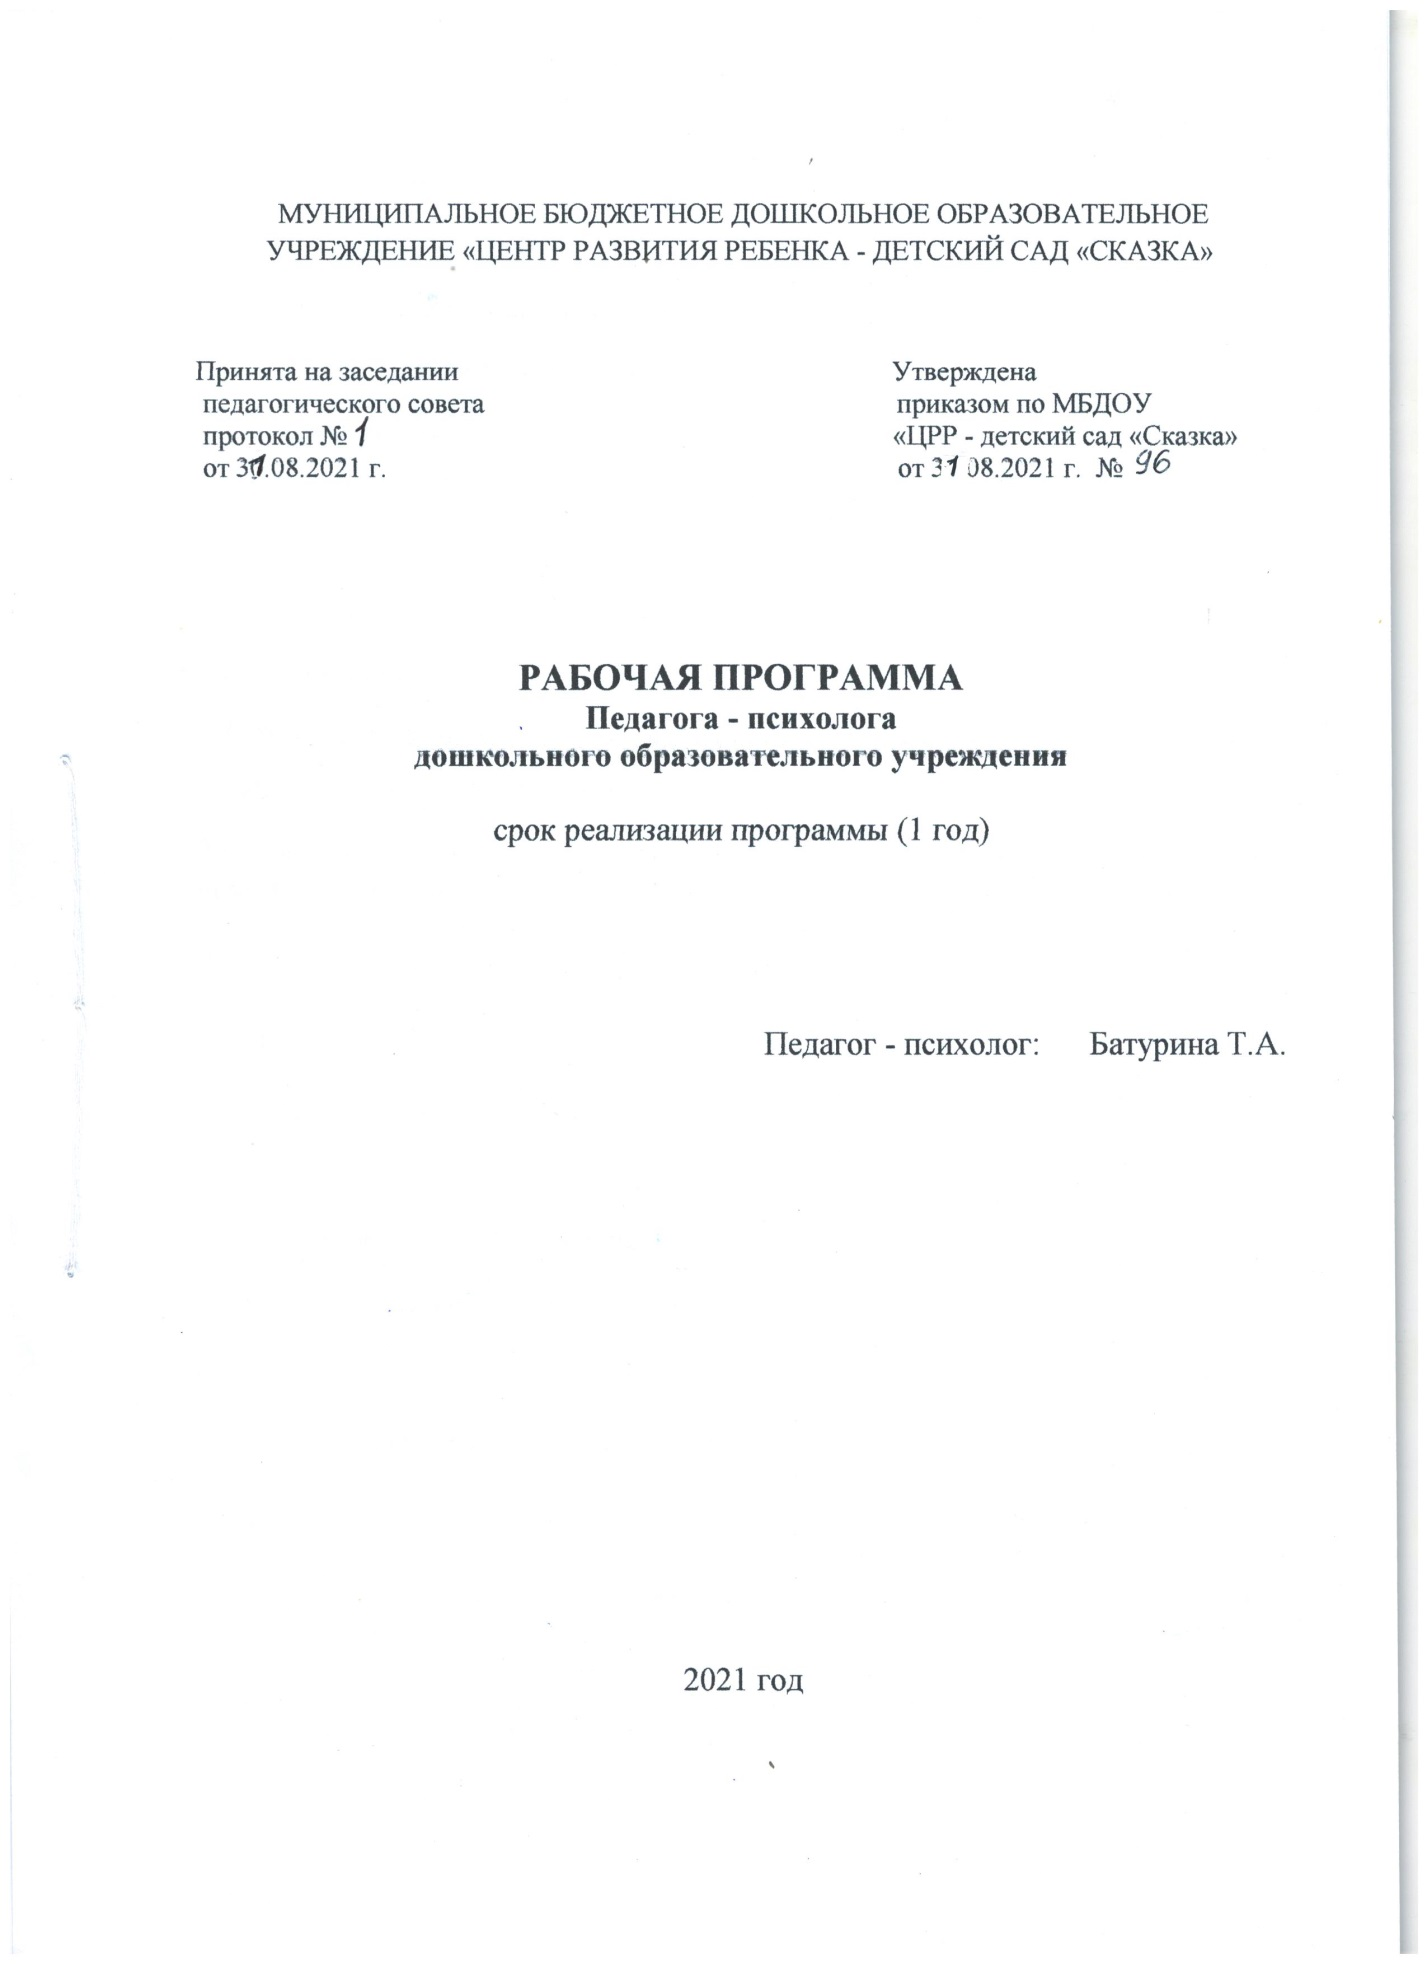 МУНИЦИПАЛЬНОЕ БЮДЖЕТНОЕ ДОШКОЛЬНОЕ ОБРАЗОВАТЕЛЬНОЕ
УЧРЕЖДЕНИЕ «ЦЕНТР РАЗВИТИЯ РЕБЕНКА - ДЕТСКИЙ САД «СКАЗКА»
Принята на заседании
педагогического совета
протокол № 1
от 31.08.2021 г.
Утверждена
приказом по МБДОУ
«ЦРР - детский сад «Сказка»
от 31 08.2021 г. № 96
РАБОЧАЯ ПРОГРАММА
Педагога - психолога
дошкольного образовательного учреждения
срок реализации программы (1 год)
Педагог - психолог: Батурина Т.А.
2021 год